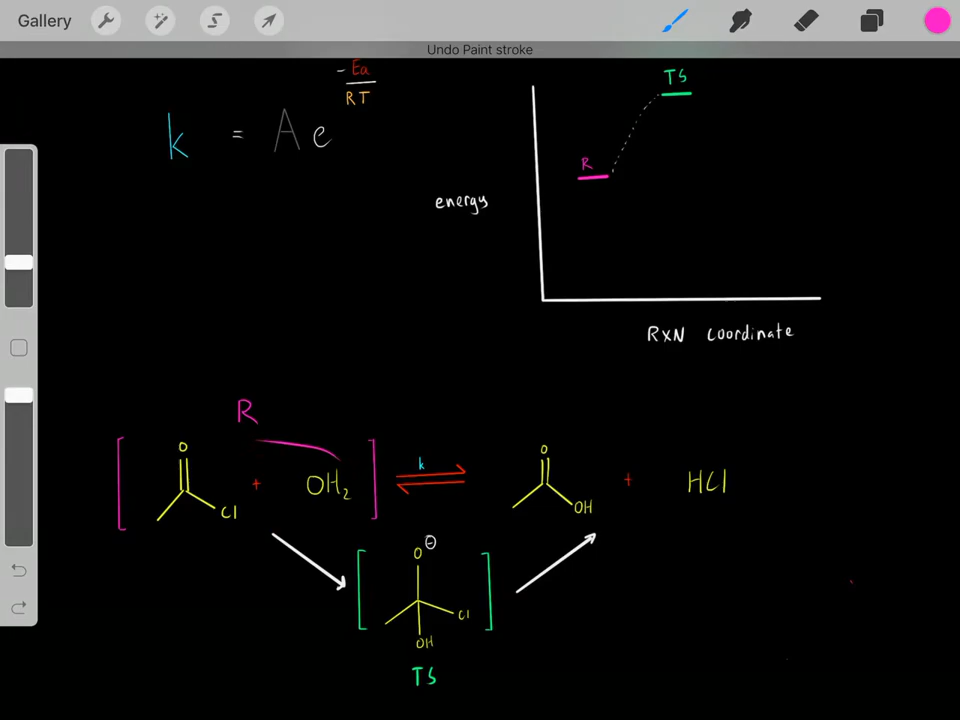 Gallery
Undo Paint stroke
k = A e -Ea/RT
TS
R
energy
RXN coordinate
R
O
Cl
+
OH2
k
O
OH
+
HCl
O ⊖
Cl
OH
TS